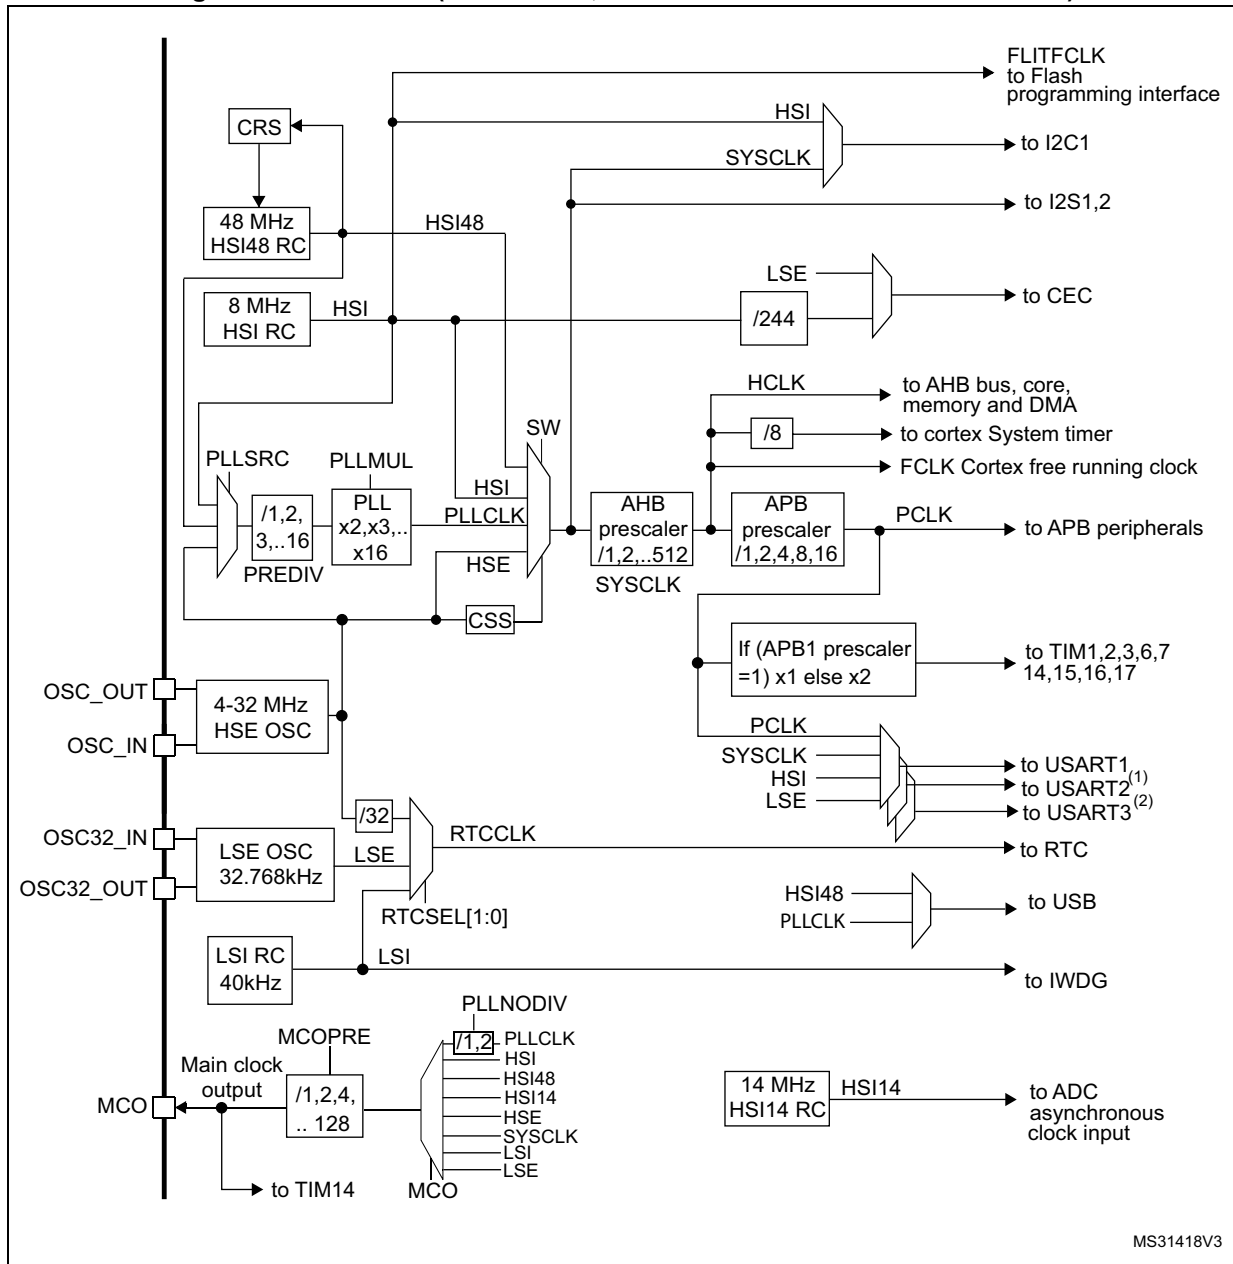 FLITFCLK
to Flash
programming interface
HSI
to I2C1
SYSCLK
CRS
to I2S1,2
48 MHz
HSI48 RC
HSI48
LSE
to CEC
8 MHz
HSI RC
HSI
/244
HCLK
to AHB bus, core,
memory and DMA
/8
to cortex System timer
FCLK Cortex free running clock
SW
PLLSRC
PLLMUL
/1,2,
3,..16
PREDIV
PLL
x2,x3,..
x16
HSI
PLLCLK
HSE
AHB
prescaler
/1,2,..512
SYSCLK
APB
prescaler
/1,2,4,8,16
PCLK
to APB peripherals
CSS
If (APB1 prescaler
=1) x1 else x2
to TIM1,2,3,6,7
14,15,16,17
OSC_OUT
OSC_IN
4-32 MHz
HSE OSC
PCLK
SYSCLK
HSI
LSE
to USART1
to USART2(1)
to USART3(2)
/32
OSC32_IN
OSC32_OUT
LSE OSC
32.768kHz
LSE
RTCCLK
to RTC
RTCSEL[1:0]
HSI48
PLLCLK
to USB
LSI RC
40kHz
LSI
to IWDG
PLLNODIV
MCOPRE
/1,2
PLLCLK
HSI
HSI48
HSI14
HSE
SYSCLK
LSI
LSE
Main clock
output
MCO
/1,2,4,
.. 128
MCO
to TIM14
14 MHz
HSI14 RC
HSI14
to ADC
asynchronous
clock input
MS31418V3